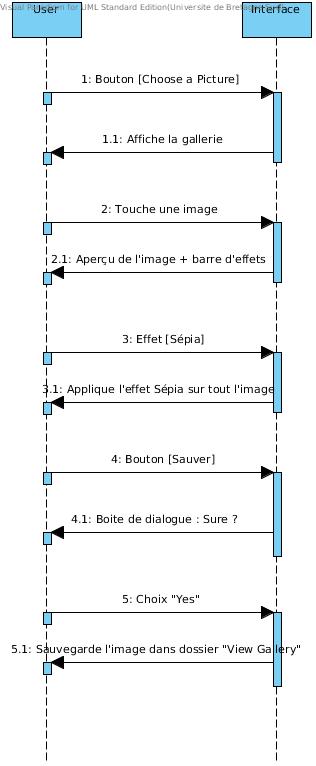 Visual Paradigm for UML Standard Edition(Universite de Bretagne
User
Interface
1: Bouton [Choose a Picture]
1.1: Affiche la gallerie
2: Touche une image
2.1: Aperçu de l'image + barre d'effets
3: Effet [Sépia]
3.1: Applique l'effet Sépia sur tout l'image
4: Bouton [Sauver]
4.1: Boite de dialogue : Sure ?
5: Choix "Yes"
5.1: Sauvegarde l'image dans dossier "View Gallery"